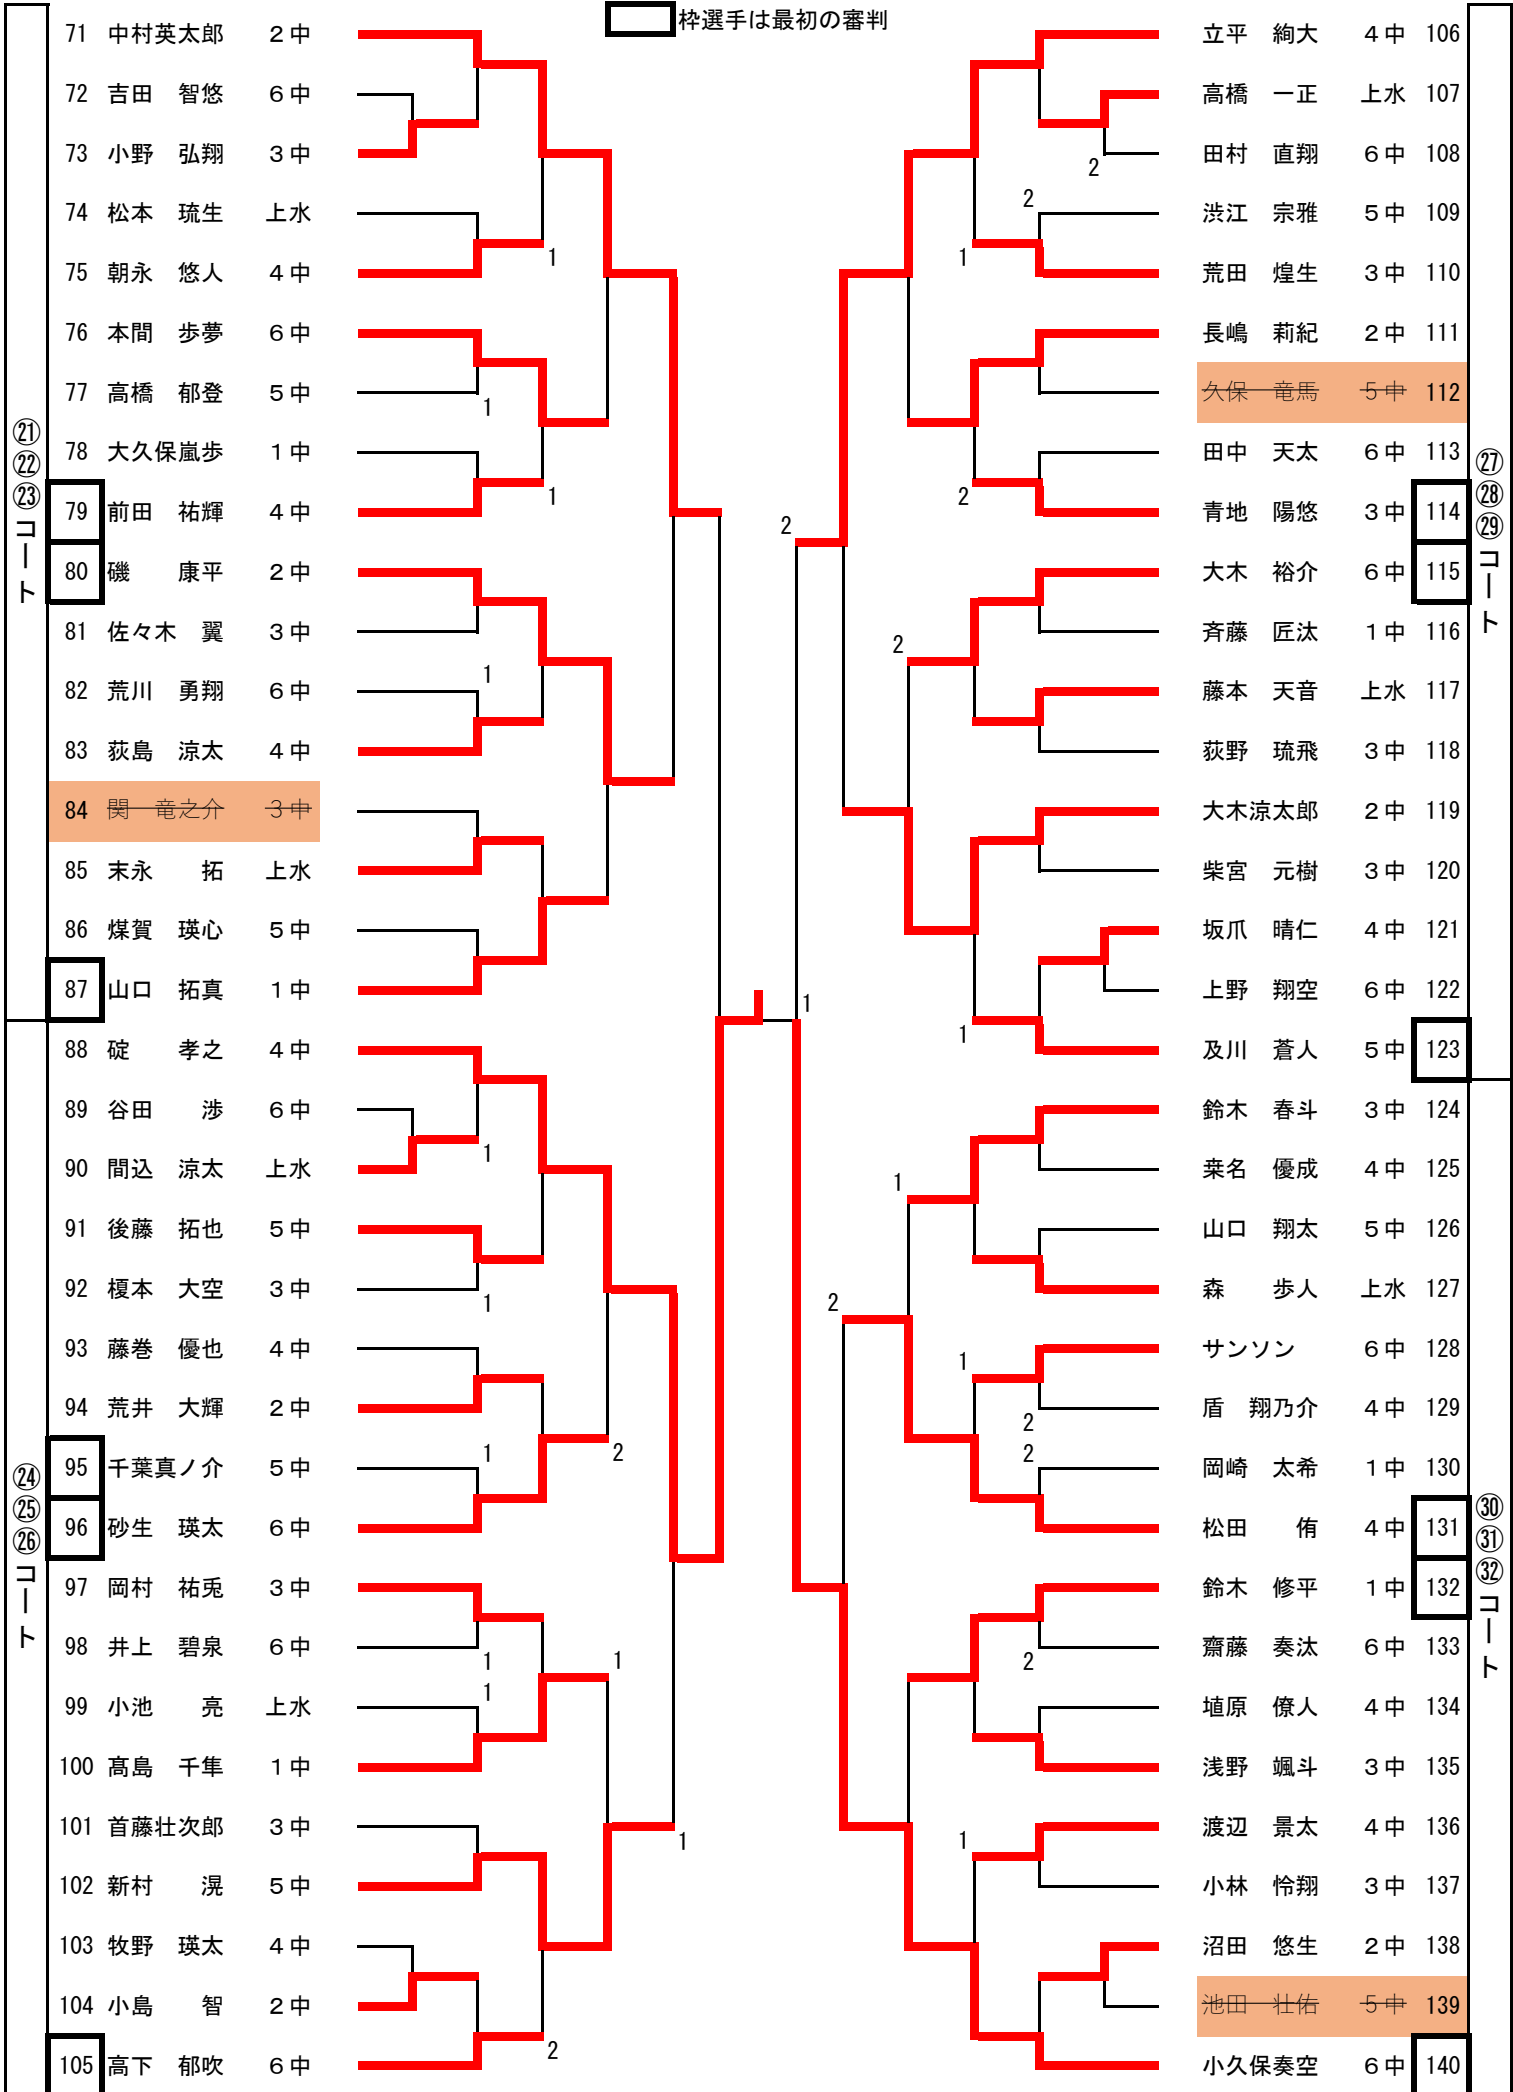 枠選手は最初の審判
71 中村英太郎 2中
72 吉田 智悠 6中
73 小野 弘翔 3中
74 松本 琉生 上水
75 朝永 悠人 4中
76 本間 歩夢 6中
77 高橋 郁登 5中
78 大久保嵐歩 1中
79 前田 祐輝 4中
80 磯 康平 2中
81 佐々木 翼 3中
82 荒川 勇翔 6中
83 荻島 涼太 4中
84 関 竜之介 3中
85 末永 拓 上水
86 煤賀 瑛心 5中
87 山口 拓真 1中
88 碇 孝之 4中
89 谷田 渉 6中
90 間込 涼太 上水
91 後藤 拓也 5中
92 榎本 大空 3中
93 藤巻 優也 4中
94 荒井 大輝 2中
95 千葉真ノ介 5中
96 砂生 瑛太 6中
97 岡村 祐兎 3中
98 井上 碧泉 6中
99 小池 亮 上水
100 髙島 千隼 1中
101 首藤壮次郎 3中
102 新村 滉 5中
103 牧野 瑛太 4中
104 小島 智 2中
105 高下 郁吹 6中
㉑㉒㉓コート
㉔㉕㉖コート
1
1
1
1
1
1
1
2
1
1
1
1
2
2
1
2
2
1
2
2
1
1
2
1
2
2
2
1
立平 絢大 4中 106
高橋 一正 上水 107
田村 直翔 6中 108
渋江 宗雅 5中 109
荒田 煌生 3中 110
長嶋 莉紀 2中 111
久保 竜馬 5中 112
田中 天太 6中 113
青地 陽悠 3中 114
大木 裕介 6中 115
斉藤 匠汰 1中 116
藤本 天音 上水 117
荻野 琉飛 3中 118
大木涼太郎 2中 119
柴宮 元樹 3中 120
坂爪 晴仁 4中 121
上野 翔空 6中 122
及川 蒼人 5中 123
鈴木 春斗 3中 124
桒名 優成 4中 125
山口 翔太 5中 126
森 歩人 上水 127
サンソン 6中 128
盾 翔乃介 4中 129
岡崎 太希 1中 130
松田 侑 4中 131
鈴木 修平 1中 132
齋藤 奏汰 6中 133
埴原 僚人 4中 134
浅野 颯斗 3中 135
渡辺 景太 4中 136
小林 怜翔 3中 137
沼田 悠生 2中 138
池田 壮佑 5中 139
小久保奏空 6中 140
㉗㉘㉙コート
㉚㉛㉜コート